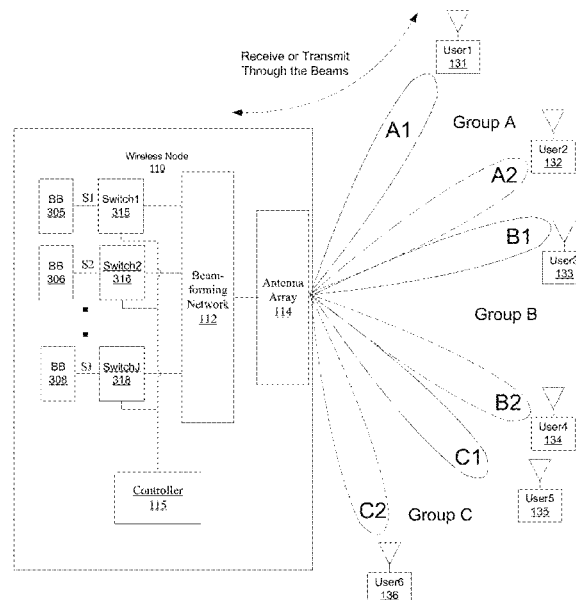 Receive or Transmit
Through the Beams
User1
131
A1
Group A
User2
132
A2
Wireless Node
110
BB
305
S1
Switch1
315
B1
User3
133
BB
306
S2
Switch2
316
Beam-
forming
Network
112
Antenna
Array
114
Group B
BB
308
SJ
SwitchJ
318
B2
User4
134
C1
User5
135
Controller
115
C2
Group C
User6
136